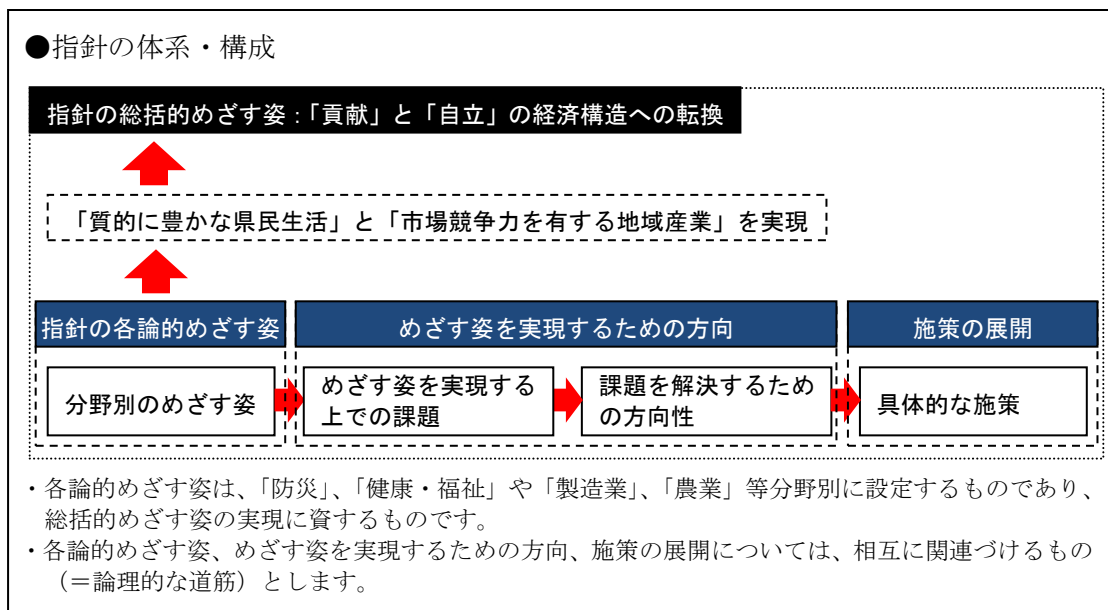 ●指針の体系・構成
指針の総括的めざす姿：「貢献」と「自立」の経済構造への転換
「質的に豊かな県民生活」と「市場競争力を有する地域産業」を実現
指針の各論的めざす姿
めざす姿を実現するための方向
施策の展開
分野別のめざす姿
めざす姿を実現する
上での課題
課題を解決するため
の方向性
具体的な施策
・各論的めざす姿は、「防災」、「健康・福祉」や「製造業」、「農業」等分野別に設定するものであり、
総括的めざす姿の実現に資するものです。
・各論的めざす姿、めざす姿を実現するための方向、施策の展開については、相互に関連づけるもの
（＝論理的な道筋）とします。